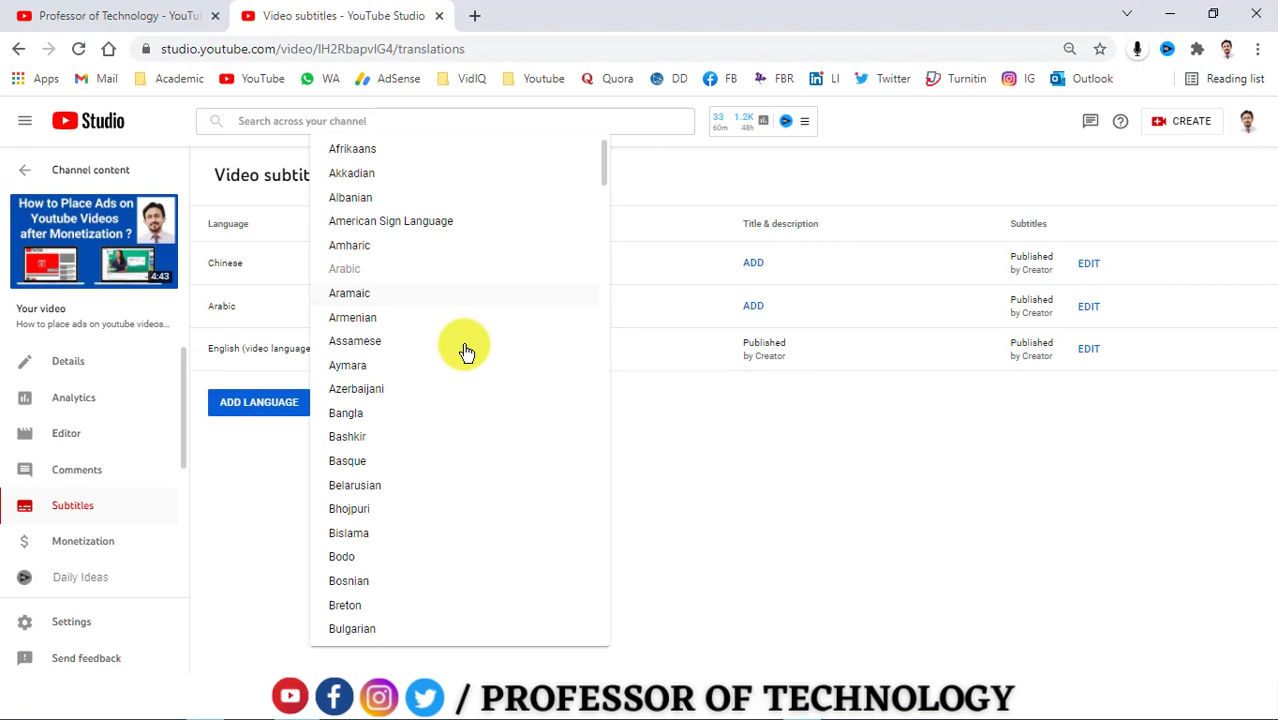 Professor of Technology - YouTu
Video subtitles - YouTube Studio
studio.youtube.com/video/IH2RbapvIG4/translations
Apps
Mail
Academic
YouTube
WA
AdSense
VidIQ
Youtube
Quora
DD
FB
FBR
LI
Twitter
Turnitin
IG
Outlook
Reading list
Studio
Search across your channel
33 1.2K
60m 48h
CREATE
Channel content
How to Place Ads on
Youtube Videos
after Monetization ?
4:43
Your video
How to place ads on youtube videos...
Details
Analytics
Editor
Comments
Subtitles
Monetization
Daily Ideas
Settings
Send feedback
Video subtit
Language
Title & description
Subtitles
Chinese
ADD
Published
by Creator
EDIT
Arabic
ADD
Published
by Creator
EDIT
English (video language
Published
by Creator
Published
by Creator
EDIT
ADD LANGUAGE
Afrikaans
Akkadian
Albanian
American Sign Language
Amharic
Arabic
Aramaic
Armenian
Assamese
Aymara
Azerbaijani
Bangla
Bashkir
Basque
Belarusian
Bhojpuri
Bislama
Bodo
Bosnian
Breton
Bulgarian
/ PROFESSOR OF TECHNOLOGY